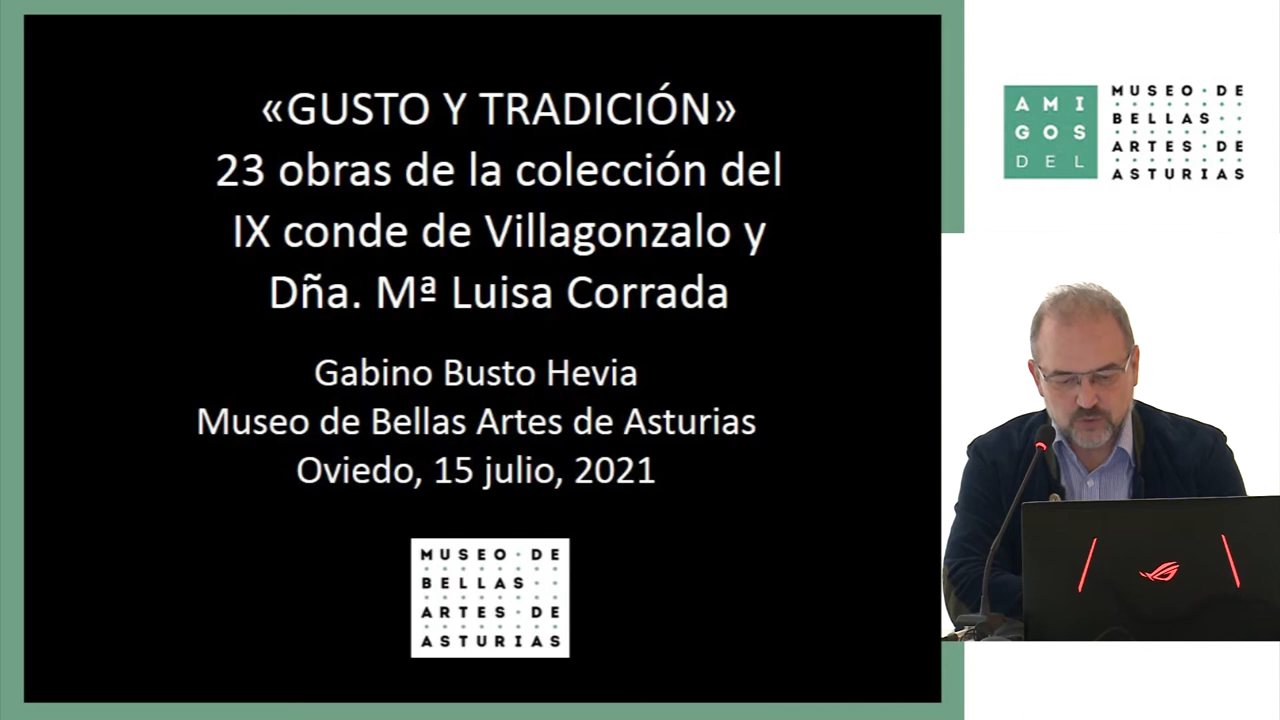 «GUSTO Y TRADICIÓN»
23 obras de la colección del
IX conde de Villagonzalo y
Dña. Mª Luisa Corrada
Gabino Busto Hevia
Museo de Bellas Artes de Asturias
Oviedo, 15 julio, 2021
MUSEO·DE
BELLAS
ARTES·DE
ASTURIAS
AMI
GOS
DEL
MUSEO·DE
BELLAS
ARTES·DE
ASTURIAS